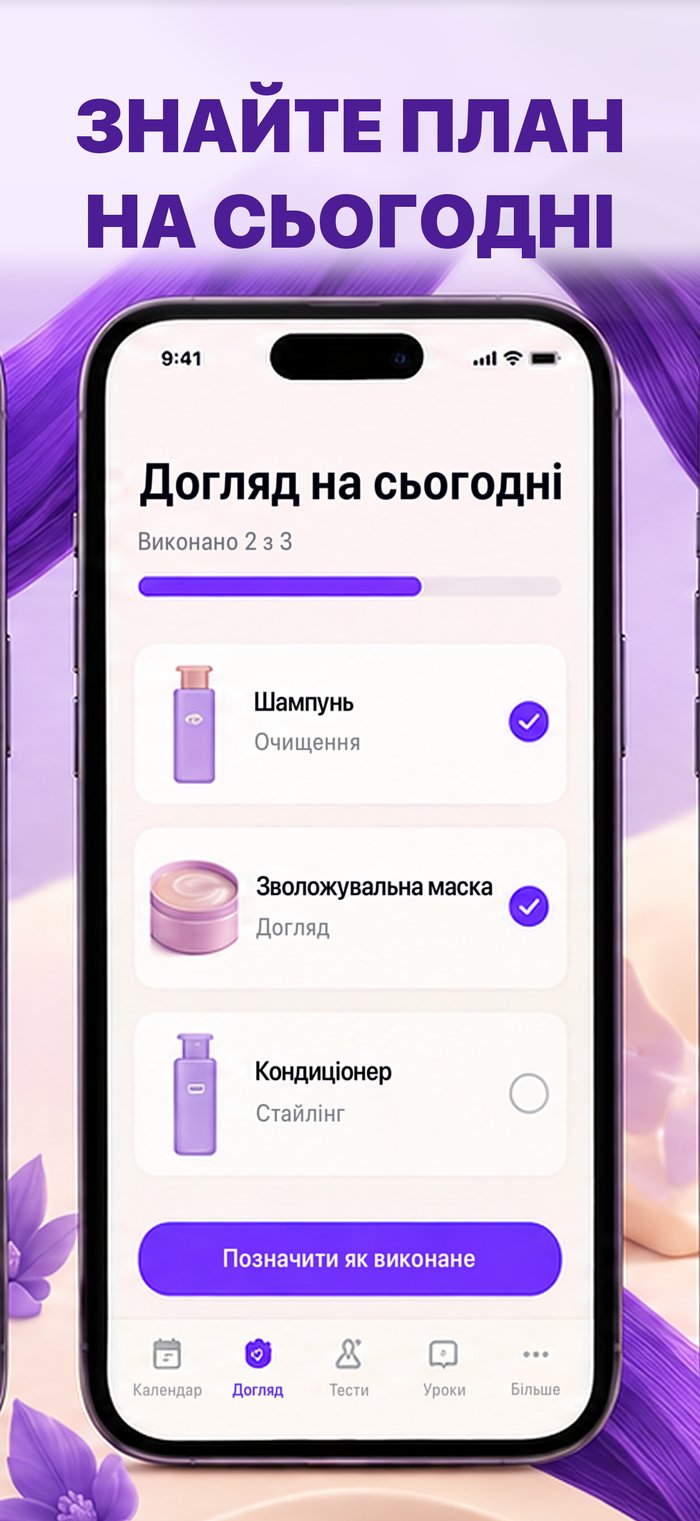 ЗНАЙТЕ ПЛАН
НА СЬОГОДНІ
9:41
Догляд на сьогодні
Виконано 2 з 3
Шампунь
Очищення
Зволожувальна маска
Догляд
Кондиціонер
Стайлінг
Позначити як виконане
Календар
Догляд
Тести
Уроки
Більше